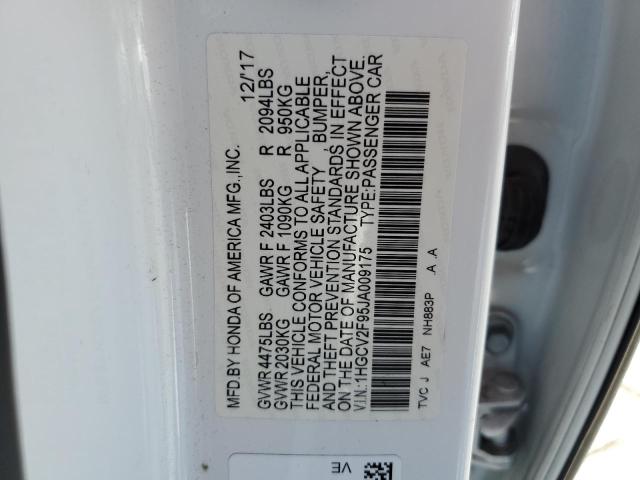 MFD.BY HONDA OF AMERICA MFG.,INC. 12/'17
GVWR 4475LBS GAWR F 2403LBS R 2094LBS
GVWR 2030KG GAWR F 1090KG R 950KG
THIS VEHICLE CONFORMS TO ALL APPLICABLE
FEDERAL MOTOR VEHICLE SAFETY , BUMPER,
AND THEFT PREVENTION STANDARDS IN EFFECT
ON THE DATE OF MANUFACTURE SHOWN ABOVE.
V.I.N.:1HGCV2F95JA009175 TYPE:PASSENGER CAR
TVC J AE7 NH883P .A .A
VE